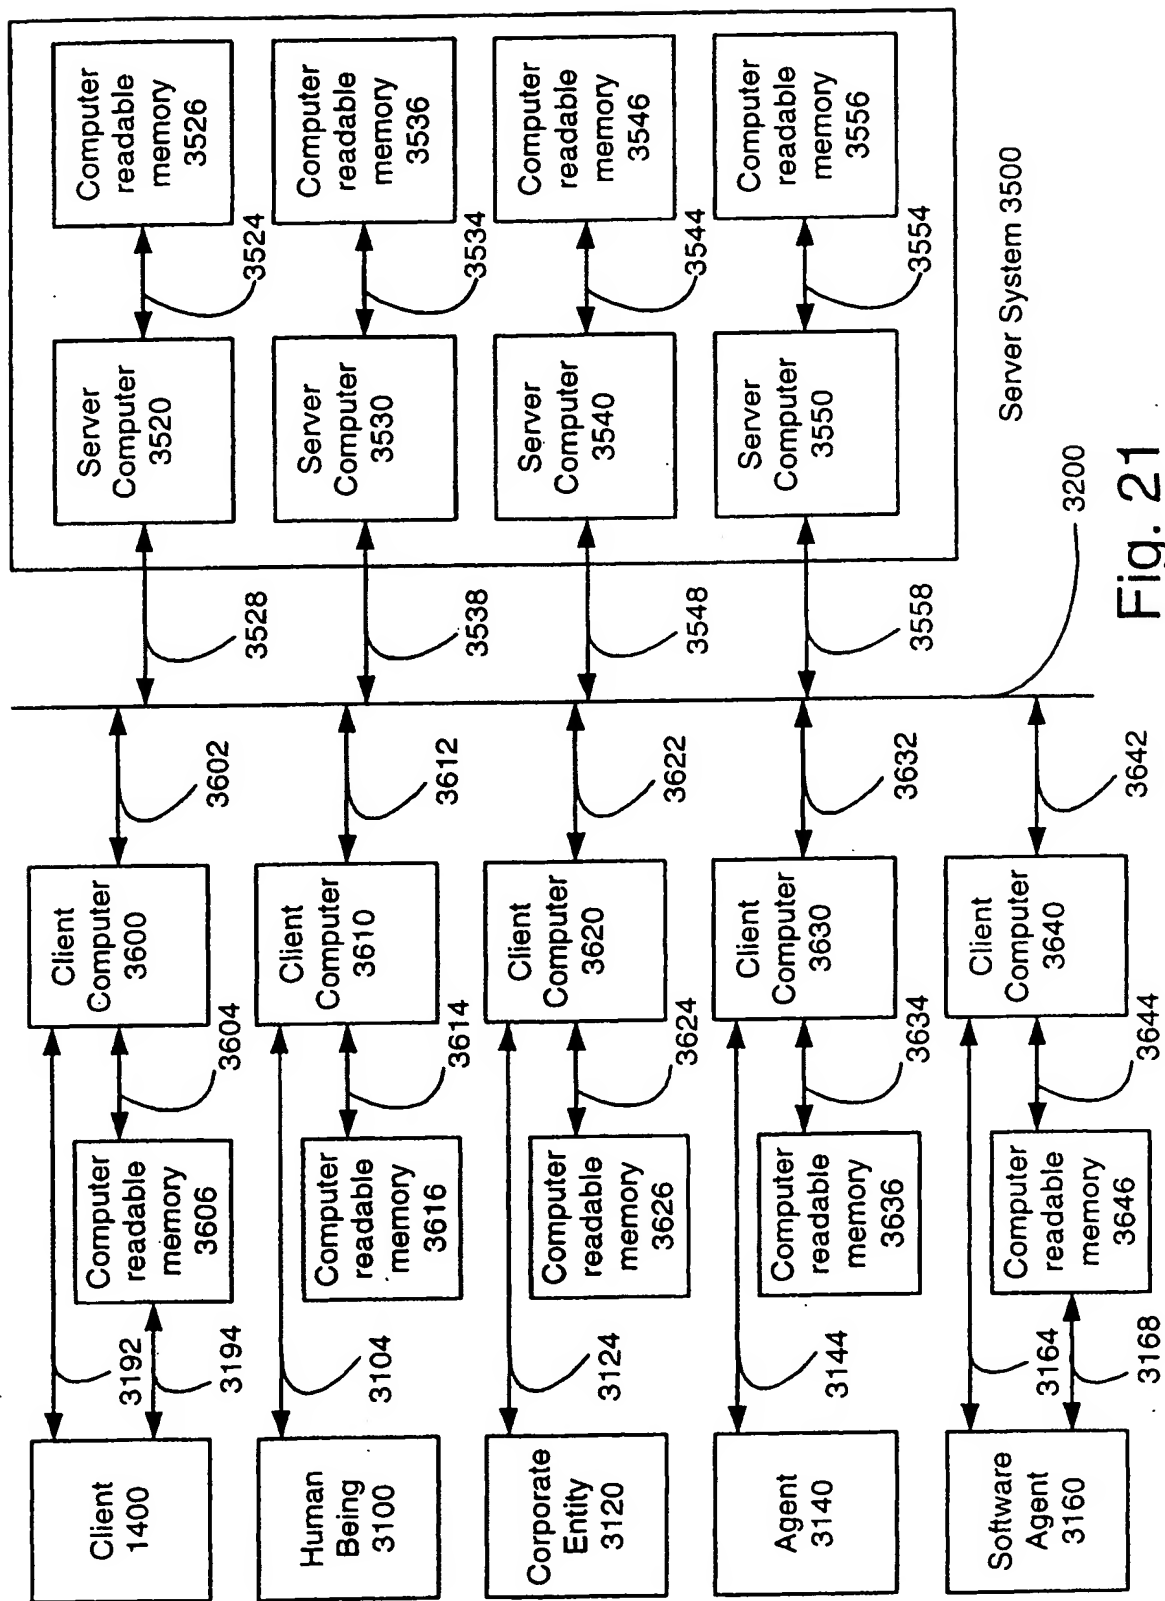 Client
1400
3192
3194
Computer
readable
memory
3606
3604
Client
Computer
3600
3602
3528
Server
Computer
3520
3524
Computer
readable
memory
3526
Human
Being
3100
3104
Computer
readable
memory
3616
3614
Client
Computer
3610
3612
3538
Server
Computer
3530
3534
Computer
readable
memory
3536
Corporate
Entity
3120
3124
Computer
readable
memory
3626
3624
Client
Computer
3620
3622
3548
Server
Computer
3540
3544
Computer
readable
memory
3546
Agent
3140
3144
Computer
readable
memory
3636
3634
Client
Computer
3630
3632
3558
Server
Computer
3550
3554
Computer
readable
memory
3556
Software
Agent
3160
3164
3168
Computer
readable
memory
3646
3644
Client
Computer
3640
3642
3200
Server System 3500
Fig. 21